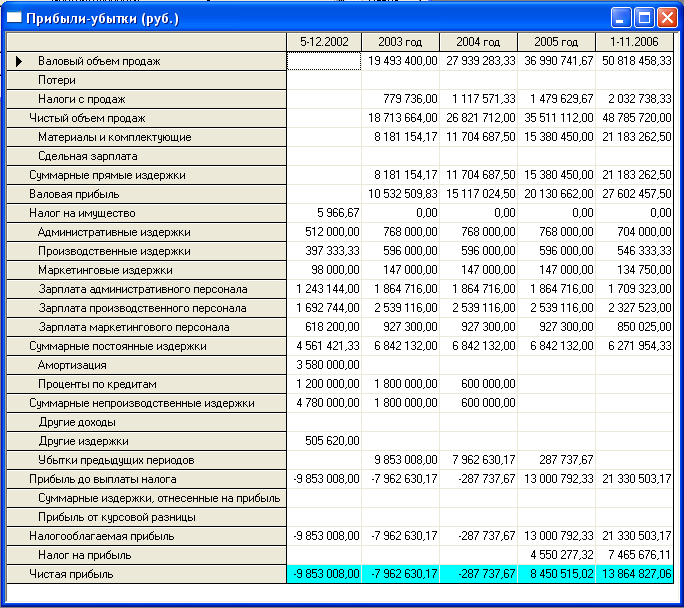 Прибыли-убытки (руб.)
5-12.2002 2003 год 2004 год 2005 год 1-11.2006
Валовый объем продаж 19 493 400,00 27 939 283,33 36 990 741,67 50 818 458,33
Потери
Налоги с продаж 779 736,00 1 117 571,33 1 479 629,67 2 032 738,33
Чистый объем продаж 18 713 664,00 26 821 712,00 35 511 112,00 48 785 720,00
Материалы и комплектующие 8 181 154,17 11 704 687,50 15 380 450,00 21 183 262,50
Сдельная зарплата
Суммарные прямые издержки 8 181 154,17 11 704 687,50 15 380 450,00 21 183 262,50
Валовая прибыль 10 532 509,83 15 117 024,50 20 130 662,00 27 602 457,50
Налог на имущество 5 966,67 0,00 0,00 0,00 0,00
Административные издержки 512 000,00 768 000,00 768 000,00 768 000,00 704 000,00
Производственные издержки 397 333,33 596 000,00 596 000,00 596 000,00 546 333,33
Маркетинговые издержки 98 000,00 147 000,00 147 000,00 147 000,00 134 750,00
Зарплата административного персонала 1 243 144,00 1 864 716,00 1 864 716,00 1 864 716,00 1 709 323,00
Зарплата производственного персонала 1 692 744,00 2 539 116,00 2 539 116,00 2 539 116,00 2 327 523,00
Зарплата маркетингового персонала 618 200,00 927 300,00 927 300,00 927 300,00 850 025,00
Суммарные постоянные издержки 4 561 421,33 6 842 132,00 6 842 132,00 6 842 132,00 6 271 954,33
Амортизация 3 580 000,00
Проценты по кредитам 1 200 000,00 1 800 000,00 600 000,00
Суммарные непроизводственные издержки 4 780 000,00 1 800 000,00 600 000,00
Другие доходы
Другие издержки 505 620,00
Убытки предыдущих периодов 9 853 008,00 7 962 630,17 287 737,67
Прибыль до выплаты налога -9 853 008,00 -7 962 630,17 -287 737,67 13 000 792,33 21 330 503,17
Суммарные издержки, отнесенные на прибыль
Прибыль от курсовой разницы
Налогооблагаемая прибыль -9 853 008,00 -7 962 630,17 -287 737,67 13 000 792,33 21 330 503,17
Налог на прибыль 4 550 277,32 7 465 676,11
Чистая прибыль -9 853 008,00 -7 962 630,17 -287 737,67 8 450 515,02 13 864 827,06